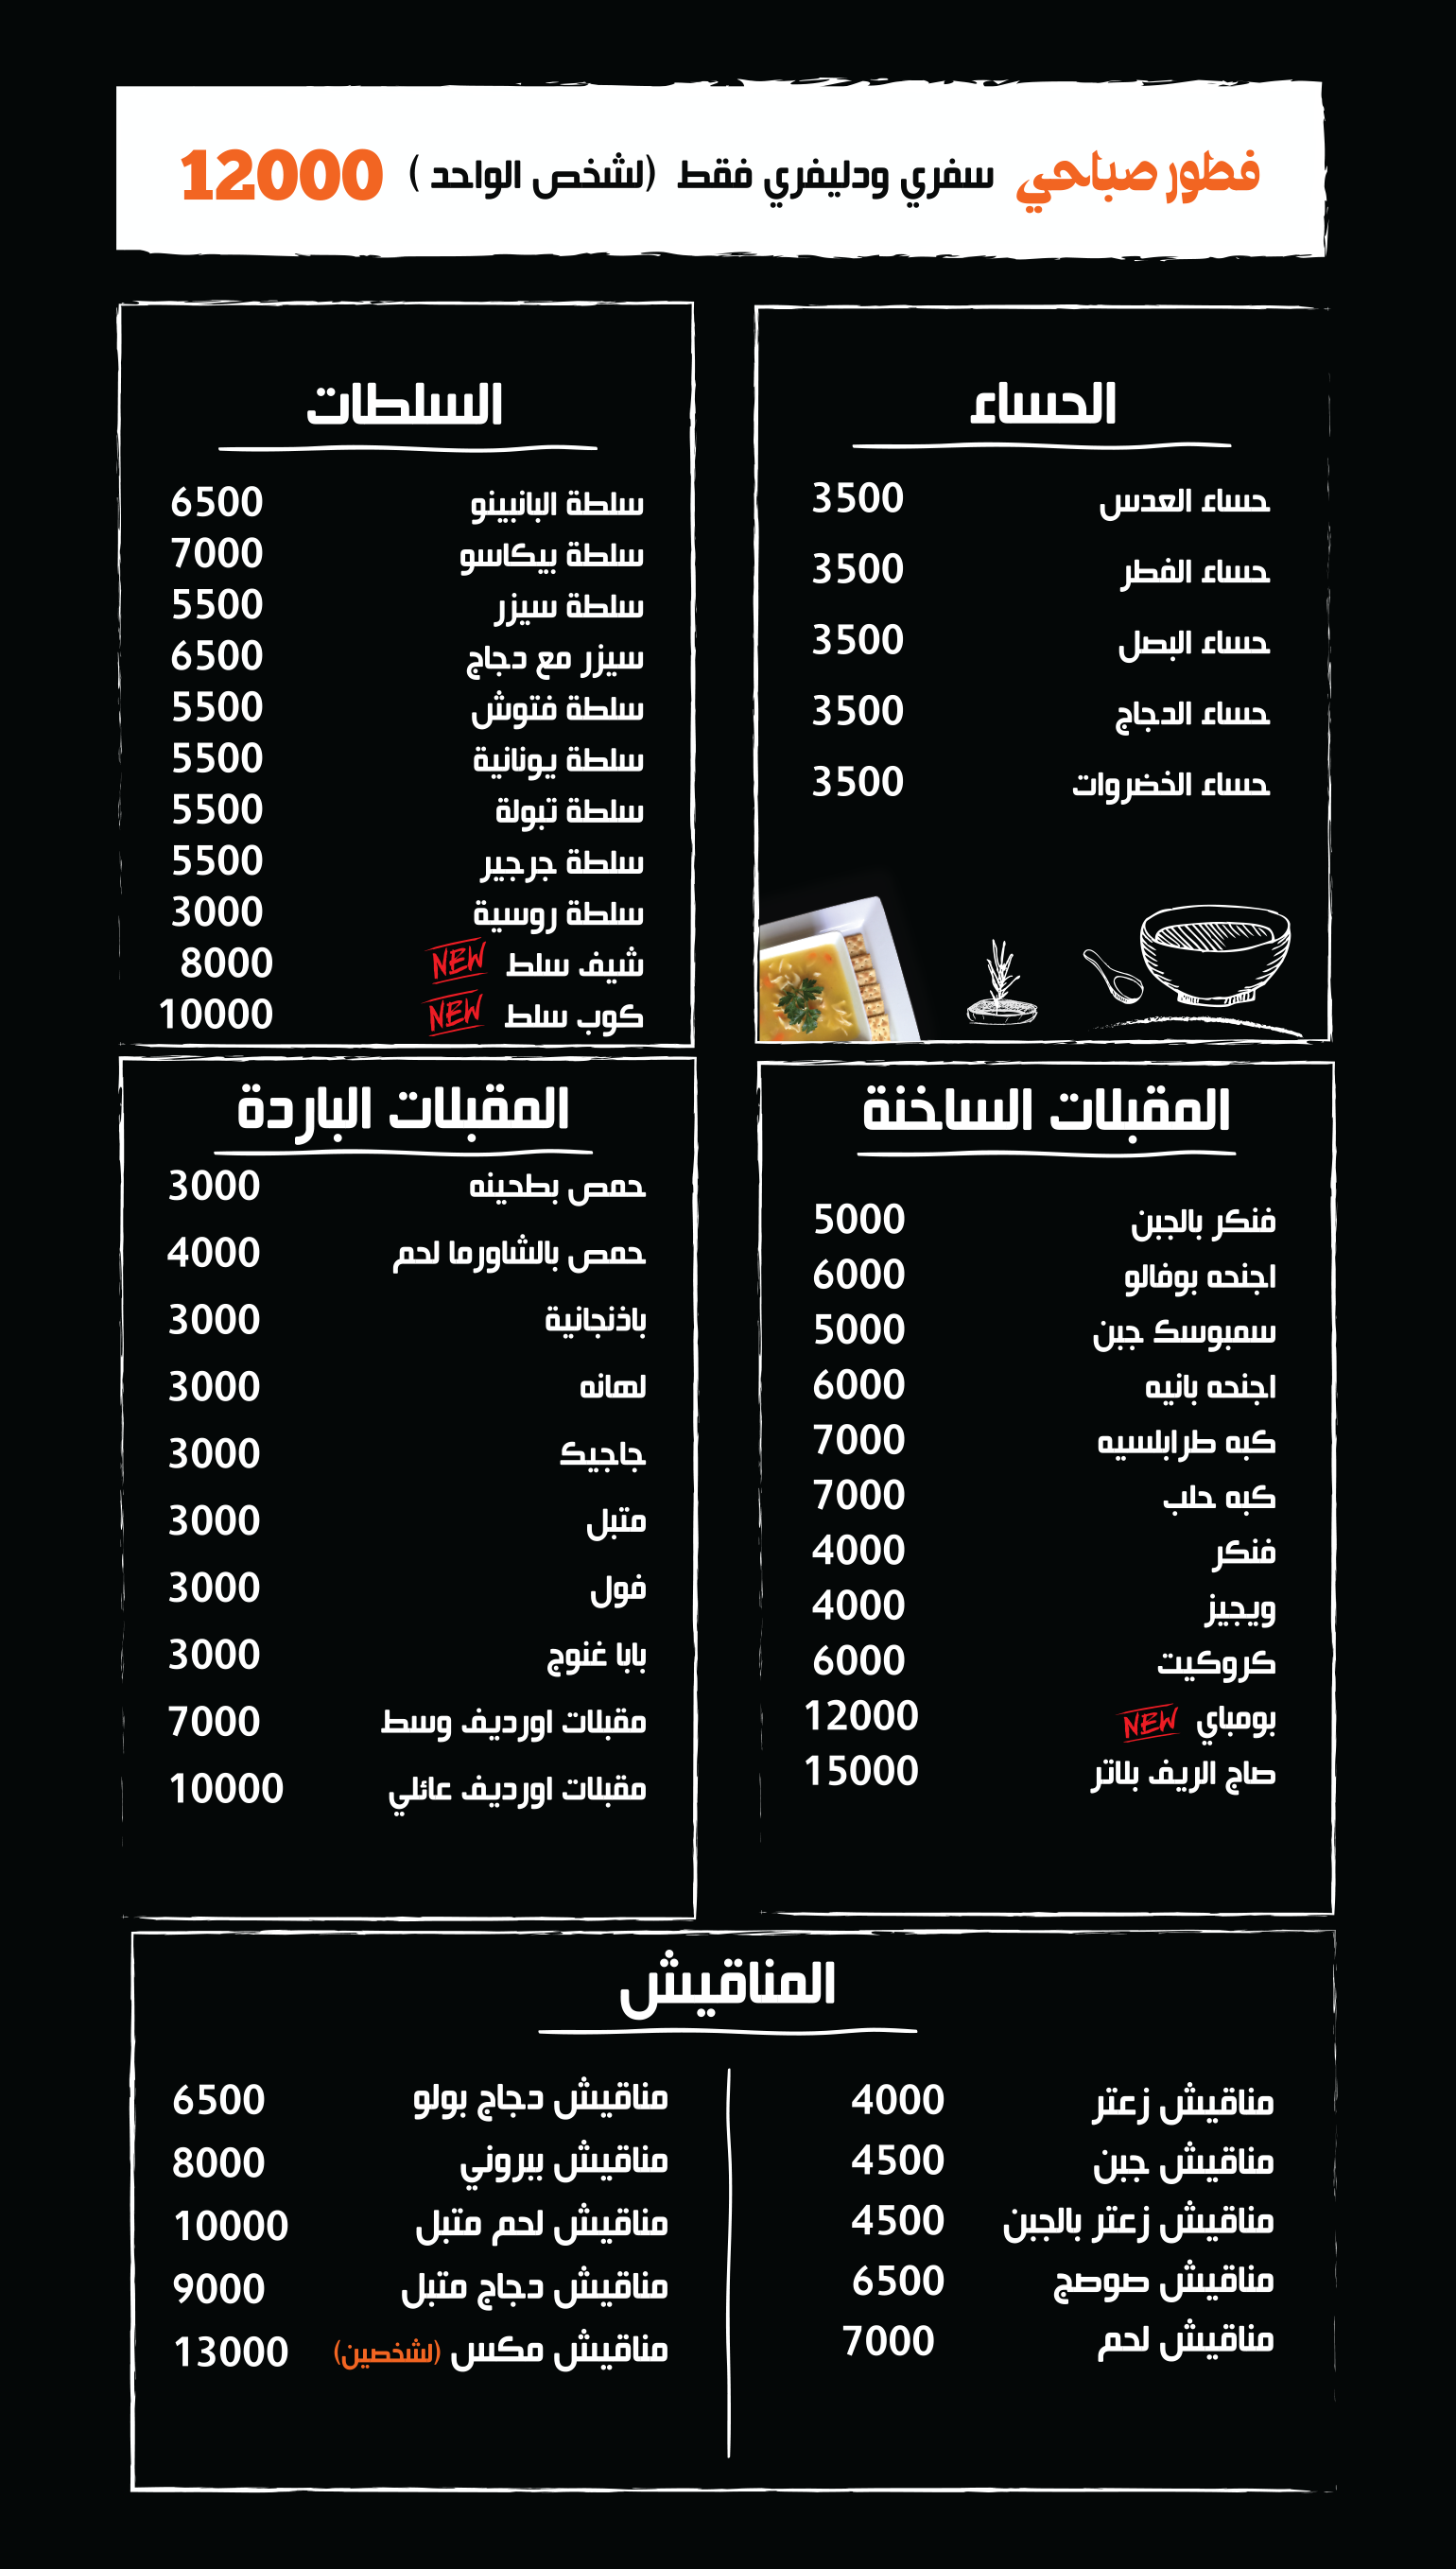 فطور صباحي سفري ودليفري فقط (لشخص الواحد ) 12000
الحساء
حساء العدس 3500
حساء الفطر 3500
حساء البصل 3500
حساء الدجاج 3500
حساء الخضروات 3500
السلطات
سلطة البانبينو 6500
سلطة بيكاسو 7000
سلطة سيزر 5500
سيزر مع دجاج 6500
سلطة فتوش 5500
سلطة يونانية 5500
سلطة تبولة 5500
سلطة جرجير 5500
سلطة روسية 3000
شيف سلط NEW 8000
كوب سلط NEW 10000
المقبلات الساخنة
فنكر بالجبن 5000
اجنحه بوفالو 6000
سمبوسك جبن 5000
اجنحه بانيه 6000
كبه طرابلسيه 7000
كبه حلب 7000
فنكر 4000
ويجيز 4000
كروكيت 6000
بومباي NEW 12000
صاج الريف بلاتر 15000
المقبلات الباردة
حمص بطحينه 3000
حمص بالشاورما لحم 4000
باذنجانية 3000
لهانه 3000
جاجيك 3000
متبل 3000
فول 3000
بابا غنوج 3000
مقبلات اورديف وسط 7000
مقبلات اورديف عائلي 10000
المناقيش
مناقيش زعتر 4000
مناقيش جبن 4500
مناقيش زعتر بالجبن 4500
مناقيش صوصج 6500
مناقيش لحم 7000
مناقيش دجاج بولو 6500
مناقيش ببروني 8000
مناقيش لحم متبل 10000
مناقيش دجاج متبل 9000
مناقيش مكس (لشخصين) 13000